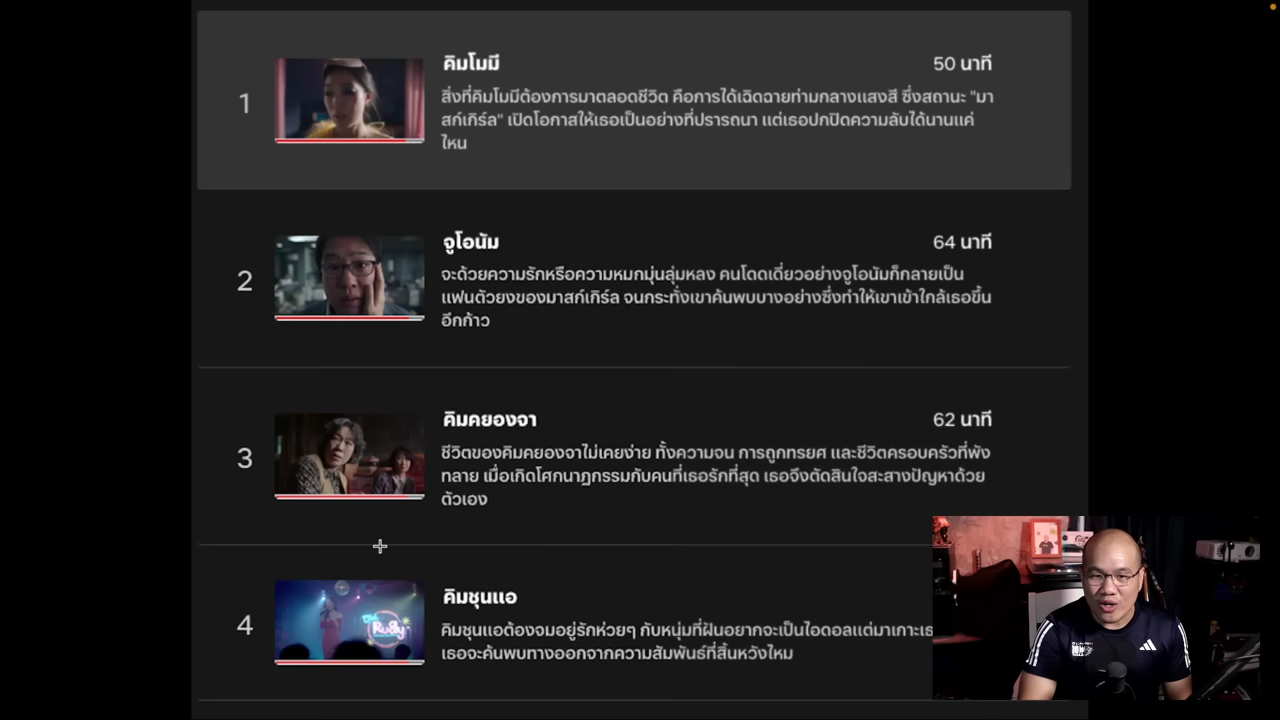 1
คิมโมมี
50 นาที
สิ่งที่คิมโมมีต้องการมาตลอดชีวิต คือการได้เฉิดฉายท่ามกลางแสงสี ซึ่งสถานะ "มา
สก์เกิร์ล" เปิดโอกาสให้เธอเป็นอย่างที่ปรารถนา แต่เธอปกปิดความลับได้นานแค่
ไหน
2
จูโอนัม
64 นาที
จะด้วยความรักหรือความหมกมุ่นลุ่มหลง คนโดดเดี่ยวอย่างจูโอนัมก็กลายเป็น
แฟนตัวยงของมาสก์เกิร์ล จนกระทั่งเขาค้นพบบางอย่างซึ่งทำให้เขาเข้าใกล้เธอขึ้น
อีกก้าว
3
คิมคยองจา
62 นาที
ชีวิตของคิมคยองจาไม่เคยง่าย ทั้งความจน การถูกทรยศ และชีวิตครอบครัวที่พัง
ทลาย เมื่อเกิดโศกนาฏกรรมกับคนที่เธอรักที่สุด เธอจึงตัดสินใจสะสางปัญหาด้วย
ตัวเอง
4
Ruby
คิมชุนแอ
คิมชุนแอต้องจมอยู่รักห่วยๆ กับหนุ่มที่ฝันอยากจะเป็นไอดอลแต่มาเกาะเธ
เธอจะค้นพบทางออกจากความสัมพันธ์ที่สิ้นหวังไหม